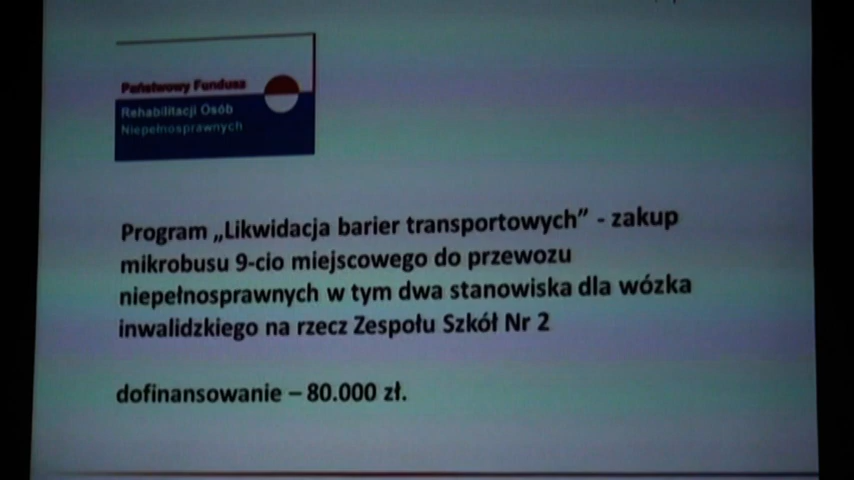 Państwowy Fundusz
Rehabilitacji Osób
Niepełnosprawnych
Program „Likwidacja barier transportowych” - zakup
mikrobusu 9-cio miejscowego do przewozu
niepełnosprawnych w tym dwa stanowiska dla wózka
inwalidzkiego na rzecz Zespołu Szkół Nr 2
dofinansowanie – 80.000 zł.